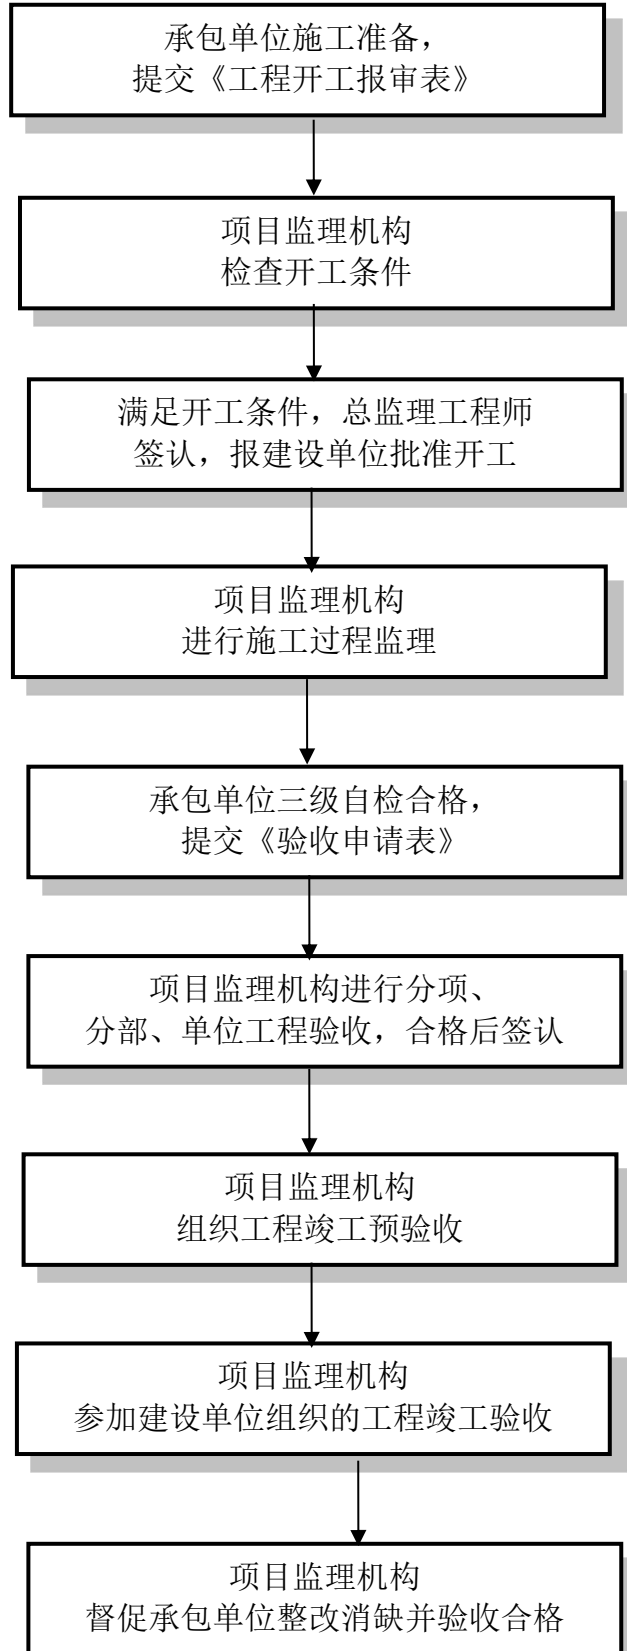 承包单位施工准备，
提交《工程开工报审表》
项目监理机构
检查开工条件
满足开工条件，总监理工程师
签认，报建设单位批准开工
项目监理机构
进行施工过程监理
承包单位三级自检合格，
提交《验收申请表》
项目监理机构进行分项、
分部、单位工程验收，合格后签认
项目监理机构
组织工程竣工预验收
项目监理机构
参加建设单位组织的工程竣工验收
项目监理机构
督促承包单位整改消缺并验收合格